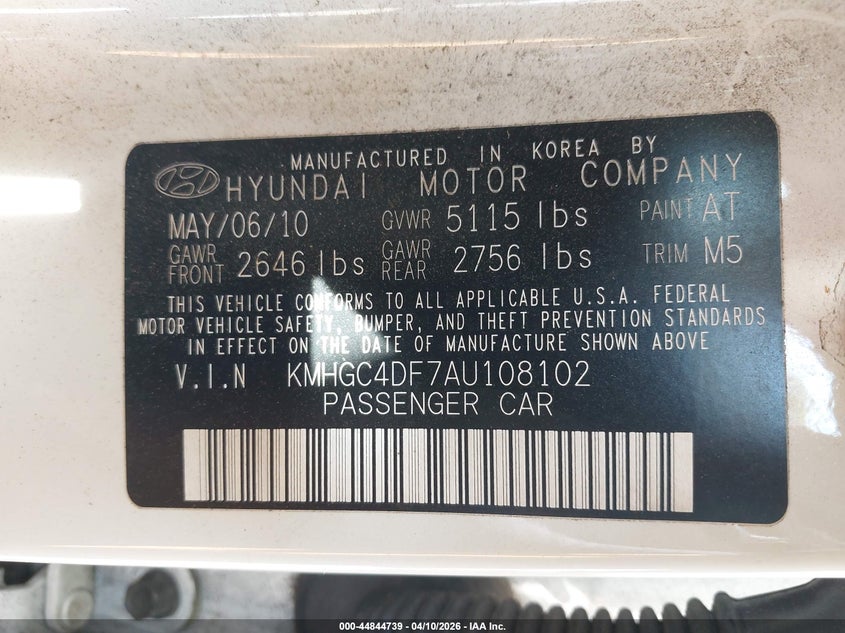 MANUFACTURED IN KOREA BY
HYUNDAI MOTOR COMPANY
MAY/06/10 GVWR 5115 lbs PAINT AT
GAWR FRONT 2646 lbs GAWR REAR 2756 lbs TRIM M5
THIS VEHICLE CONFORMS TO ALL APPLICABLE U.S.A. FEDERAL
MOTOR VEHICLE SAFETY, BUMPER, AND THEFT PREVENTION STANDARDS
IN EFFECT ON THE DATE OF MANUFACTURE SHOWN ABOVE
V.I.N KMHGC4DF7AU108102
PASSENGER CAR
000-44844739 - 04/10/2026 - IAA Inc.